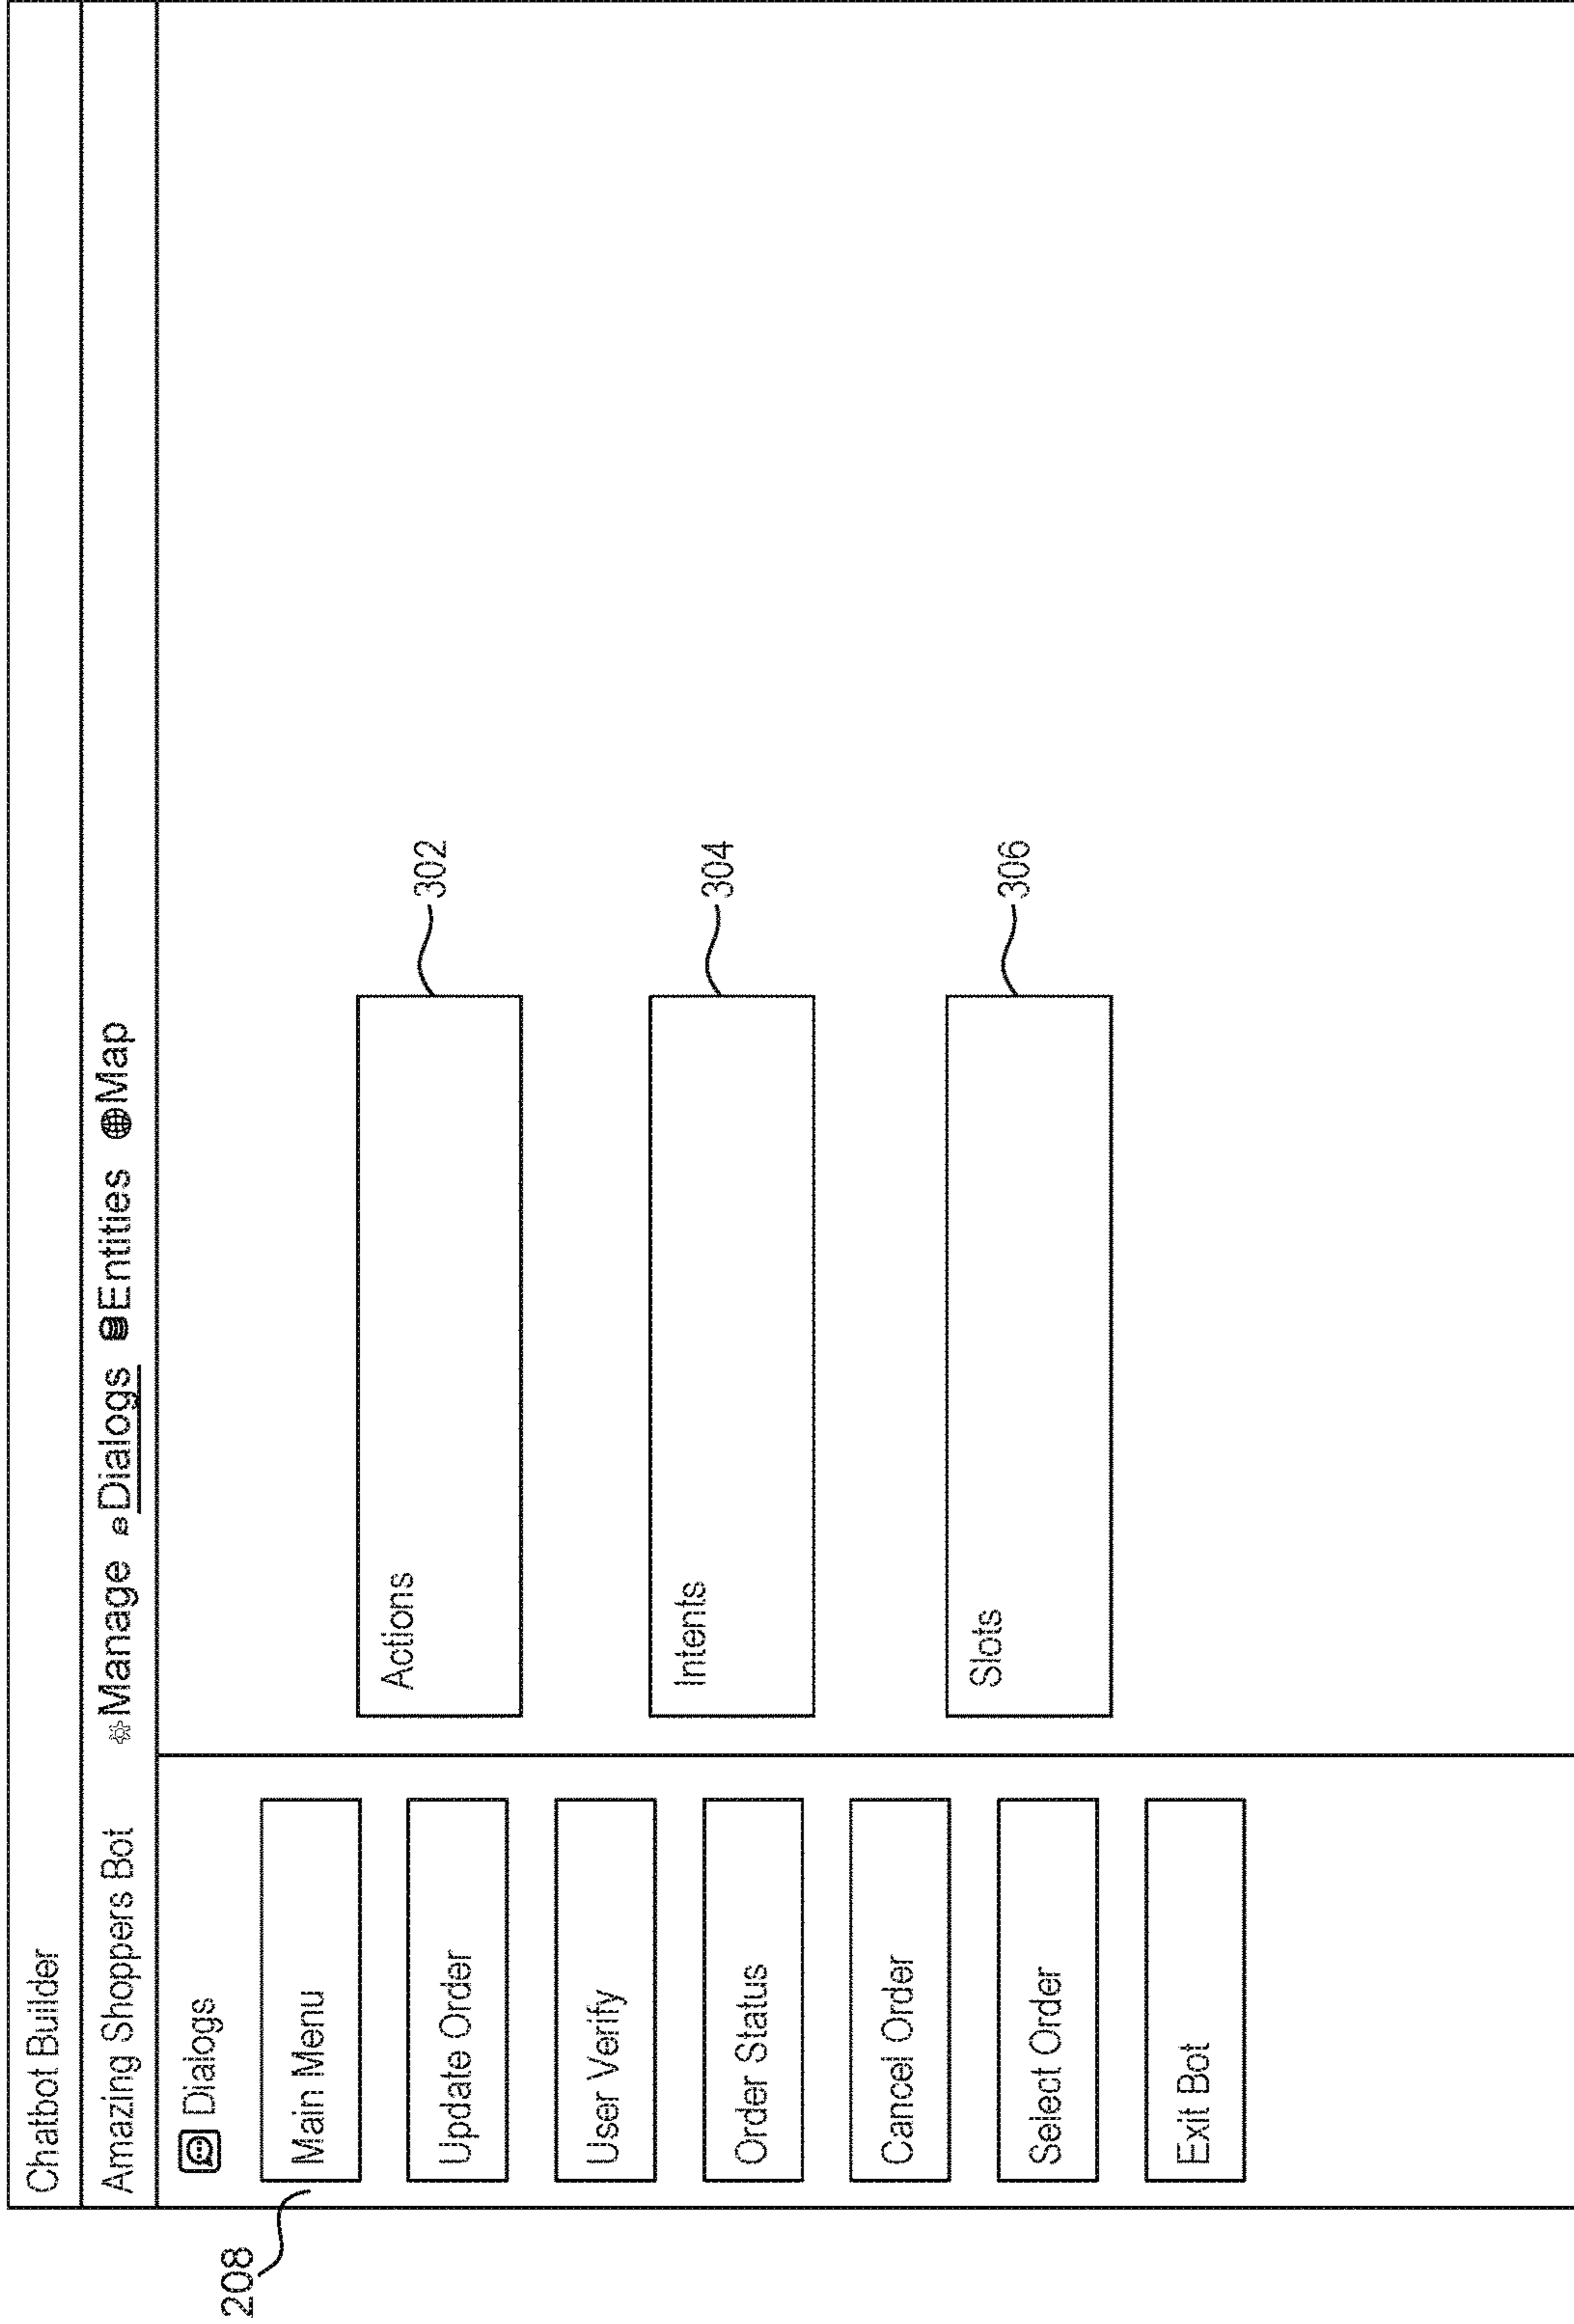 Chatbot Builder
Amazing Shoppers Bot Manage Dialogs Entities Map
Dialogs
208
Main Menu
Update Order
User Verify
Order Status
Cancel Order
Select Order
Exit Bot
Actions
302
Intents
304
Slots
306